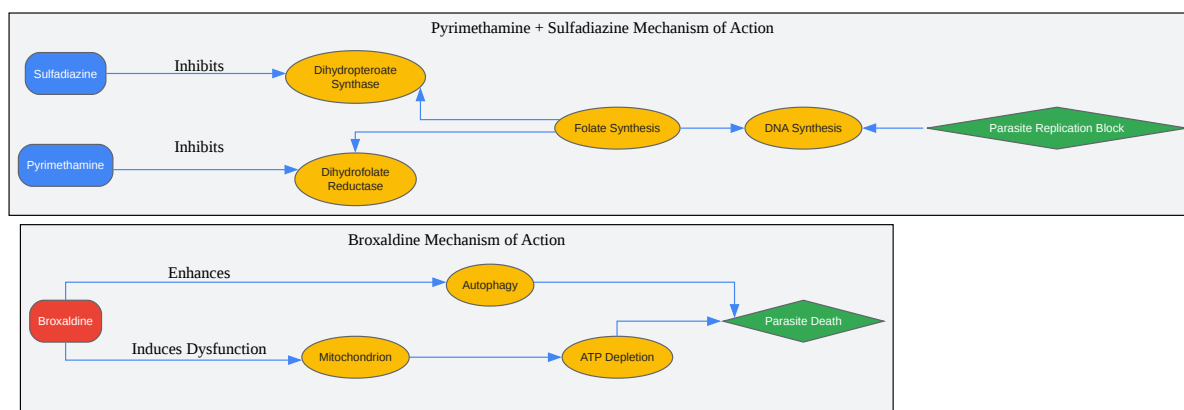 Pyrimethamine + Sulfadiazine Mechanism of Action
Sulfadiazine
Inhibits
Dihydropteroate
Synthase
Folate Synthesis
DNA Synthesis
Parasite Replication Block
Pyrimethamine
Inhibits
Dihydrofolate
Reductase
Broxaldine Mechanism of Action
Enhances
Autophagy
Broxaldine
Parasite Death
Induces Dysfunction
Mitochondrion
ATP Depletion